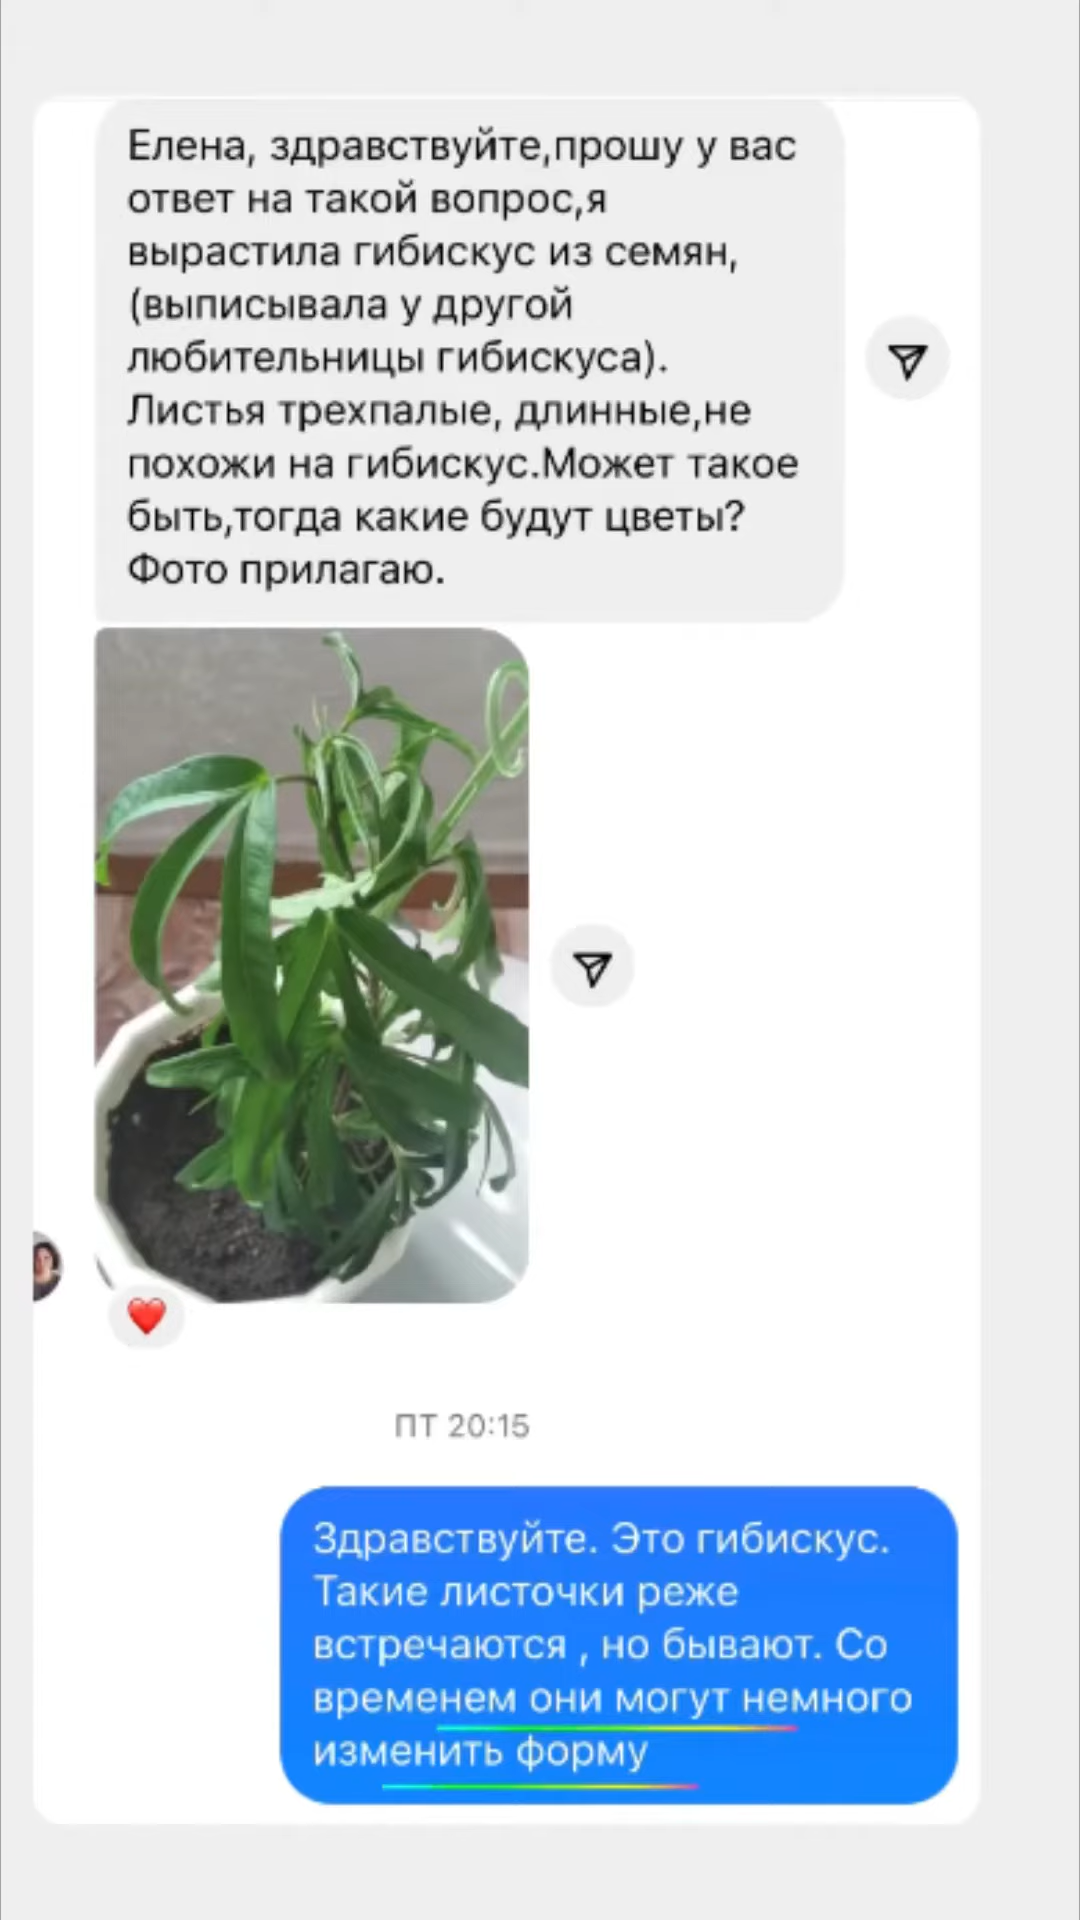 Елена, здравствуйте,прошу у вас
ответ на такой вопрос,я
вырастила гибискус из семян,
(выписывала у другой
любительницы гибискуса).
Листья трехпалые, длинные,не
похожи на гибискус.Может такое
быть,тогда какие будут цветы?
Фото прилагаю.
ПТ 20:15
Здравствуйте. Это гибискус.
Такие листочки реже
встречаются , но бывают. Со
временем они могут немного
изменить форму